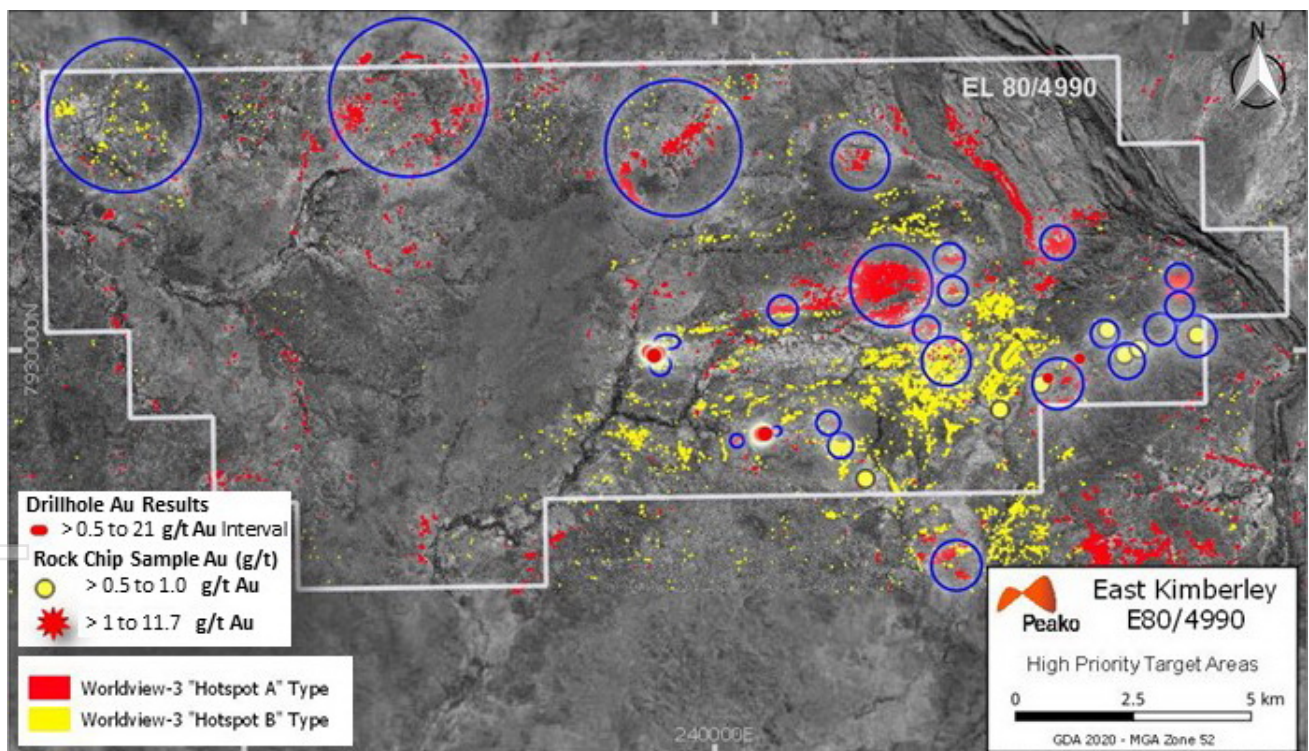 N
EL 80/4990
7930000N
Drillhole Au Results
> 0.5 to 21 g/t Au Interval
Rock Chip Sample Au (g/t)
> 0.5 to 1.0 g/t Au
> 1 to 11.7 g/t Au
Worldview-3 "Hotspot A" Type
Worldview-3 "Hotspot B" Type
240000E
Peako
East Kimberley
E80/4990
High Priority Target Areas
0 2.5 5 km
GDA 2020 - MGA Zone 52